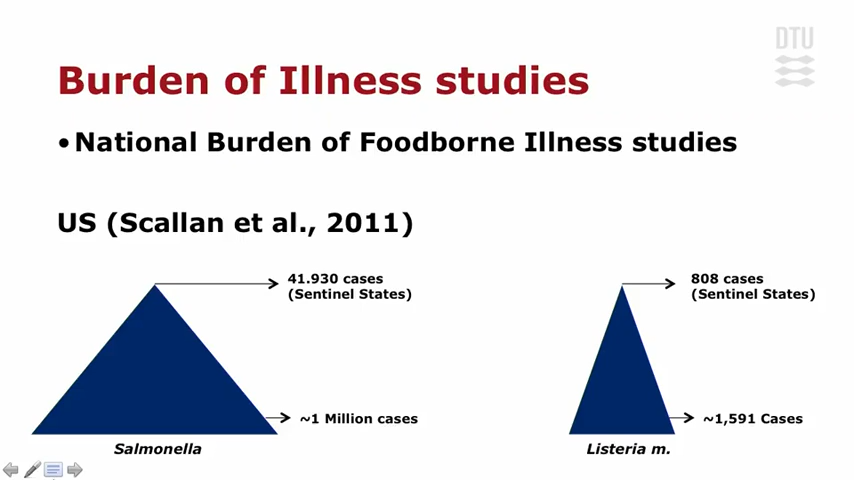 DTU
Burden of Illness studies
•National Burden of Foodborne Illness studies
US (Scallan et al., 2011)
41.930 cases
(Sentinel States)
~1 Million cases
Salmonella
808 cases
(Sentinel States)
~1,591 Cases
Listeria m.